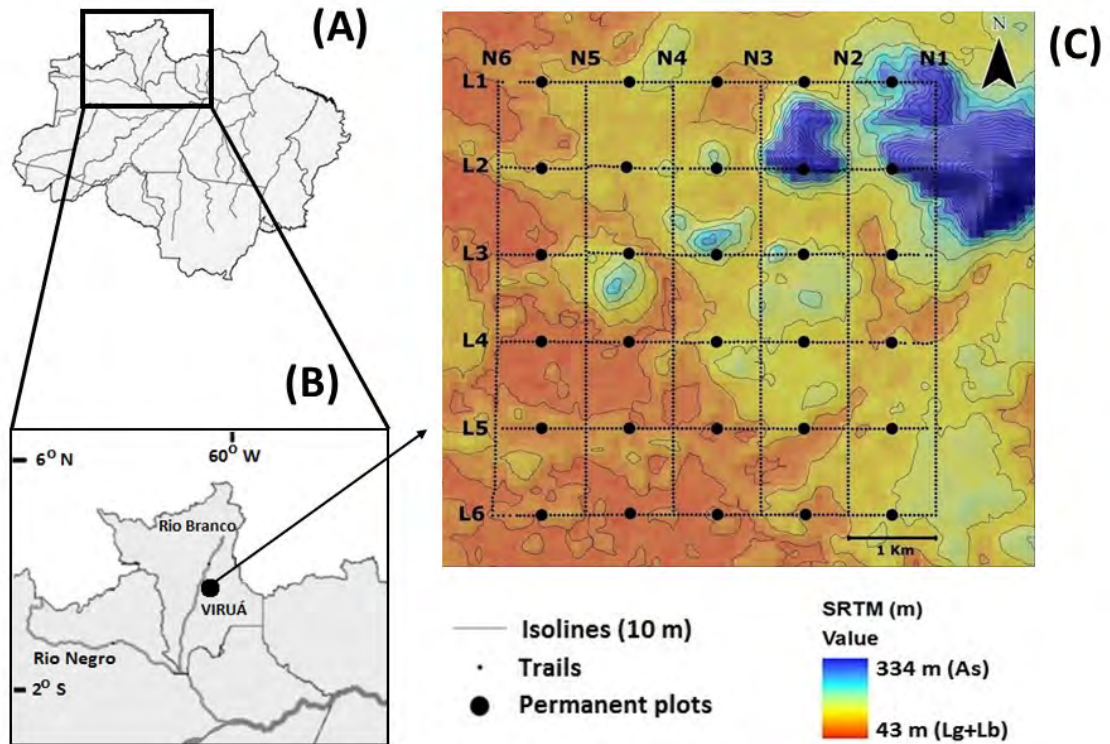 (A)
(B)
6° N
60° W
Rio Branco
VIRUÁ
Rio Negro
2° S
(C)
N
N6 N5 N4 N3 N2 N1
L1
L2
L3
L4
L5
L6
1 Km
Isolines (10 m)
Trails
Permanent plots
SRTM (m)
Value
334 m (As)
43 m (Lg+Lb)